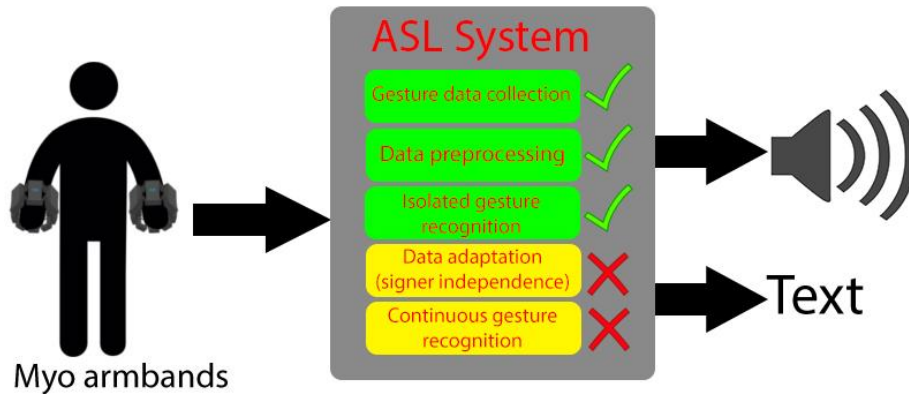 ASL System
Gesture data collection
Data preprocessing
Isolated gesture
recognition
Data adaptation
(signer independence)
Continuous gesture
recognition
Text
Myo armbands